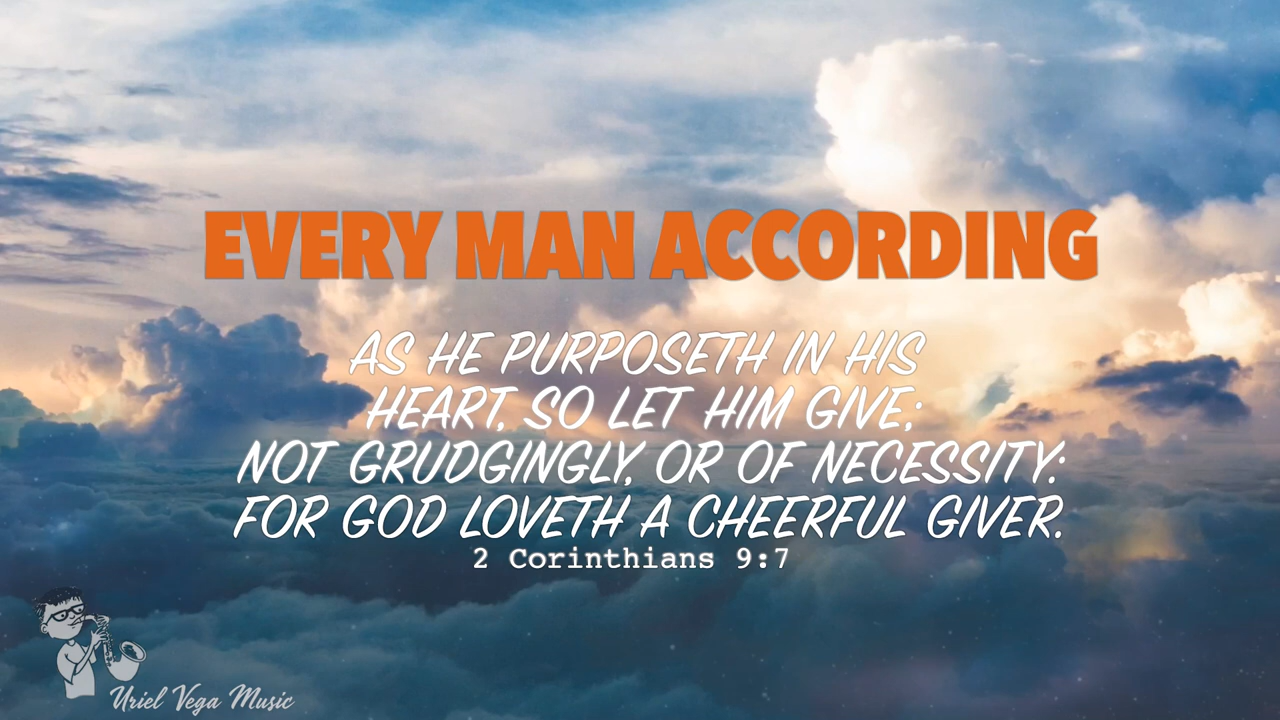 EVERY MAN ACCORDING
AS HE PURPOSETH IN HIS
HEART, SO LET HIM GIVE;
NOT GRUDGINGLY, OR OF NECESSITY:
FOR GOD LOVETH A CHEERFUL GIVER.
2 Corinthians 9:7
Uriel Vega Music